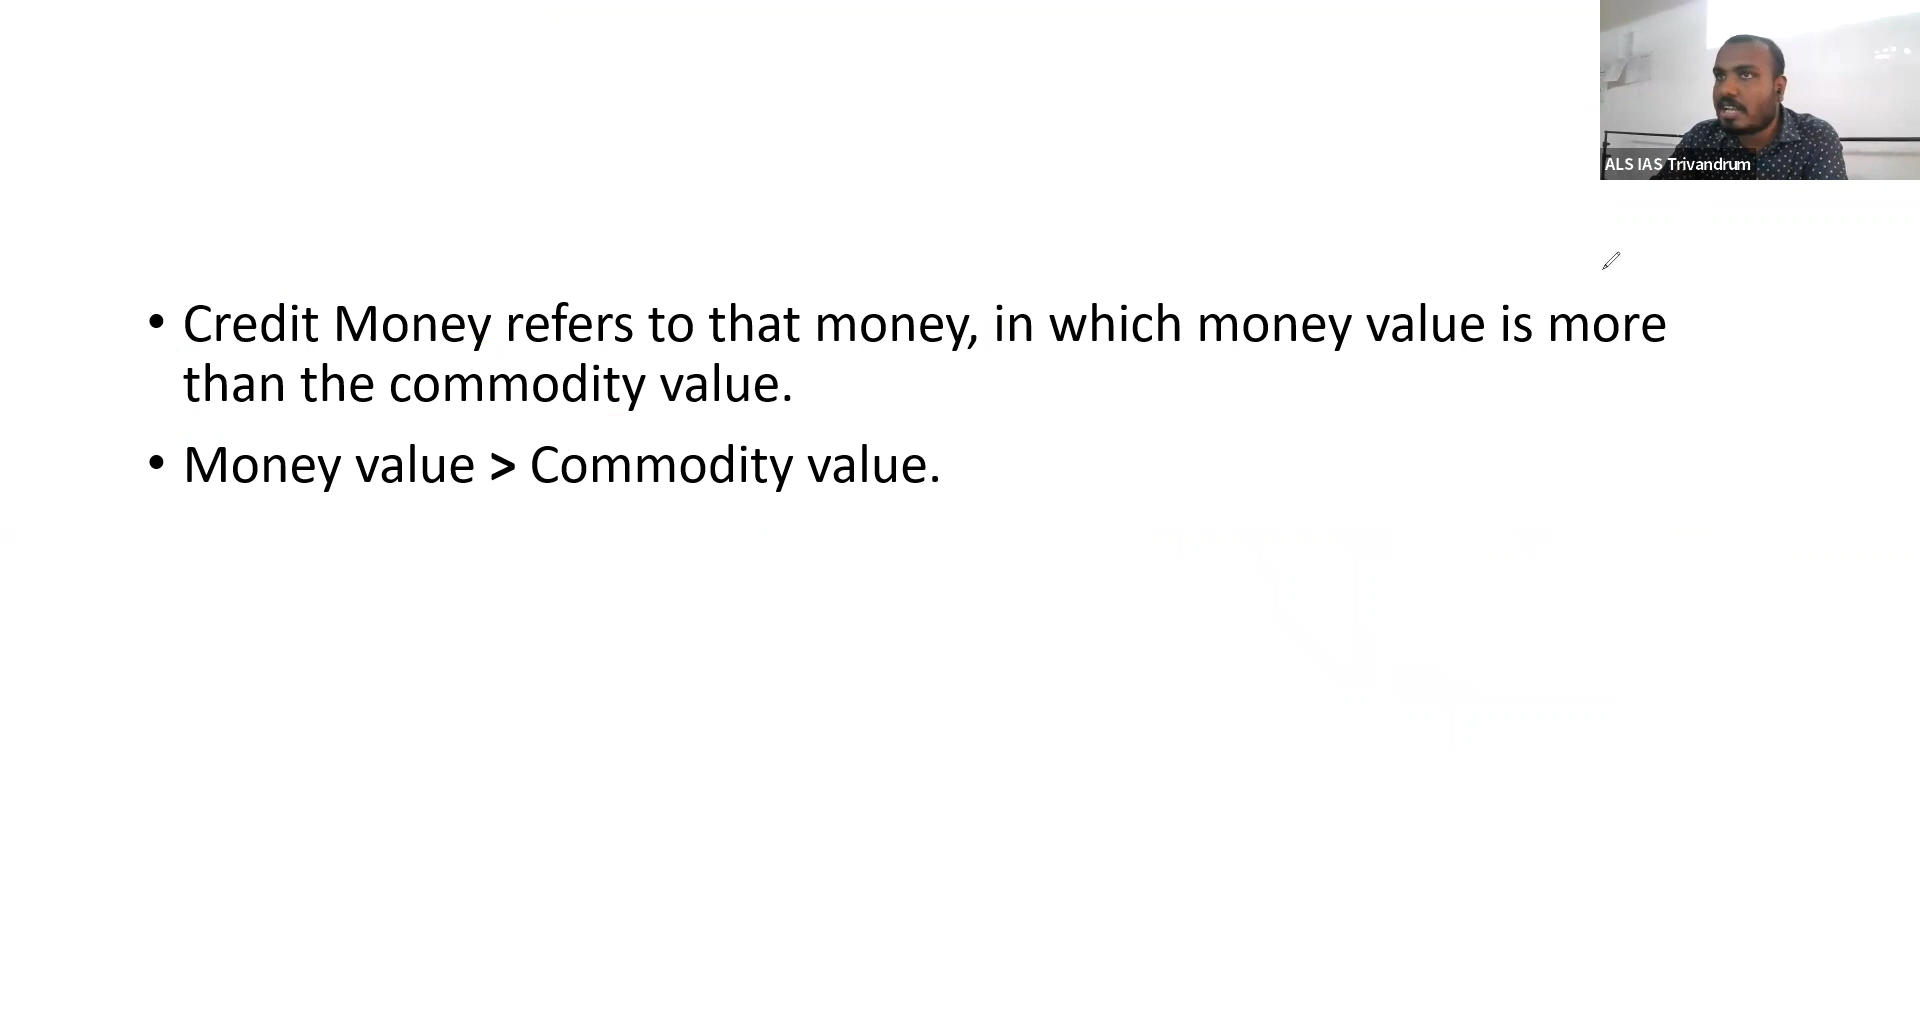 ALS IAS Trivandrum
• Credit Money refers to that money, in which money value is more
than the commodity value.
• Money value > Commodity value.